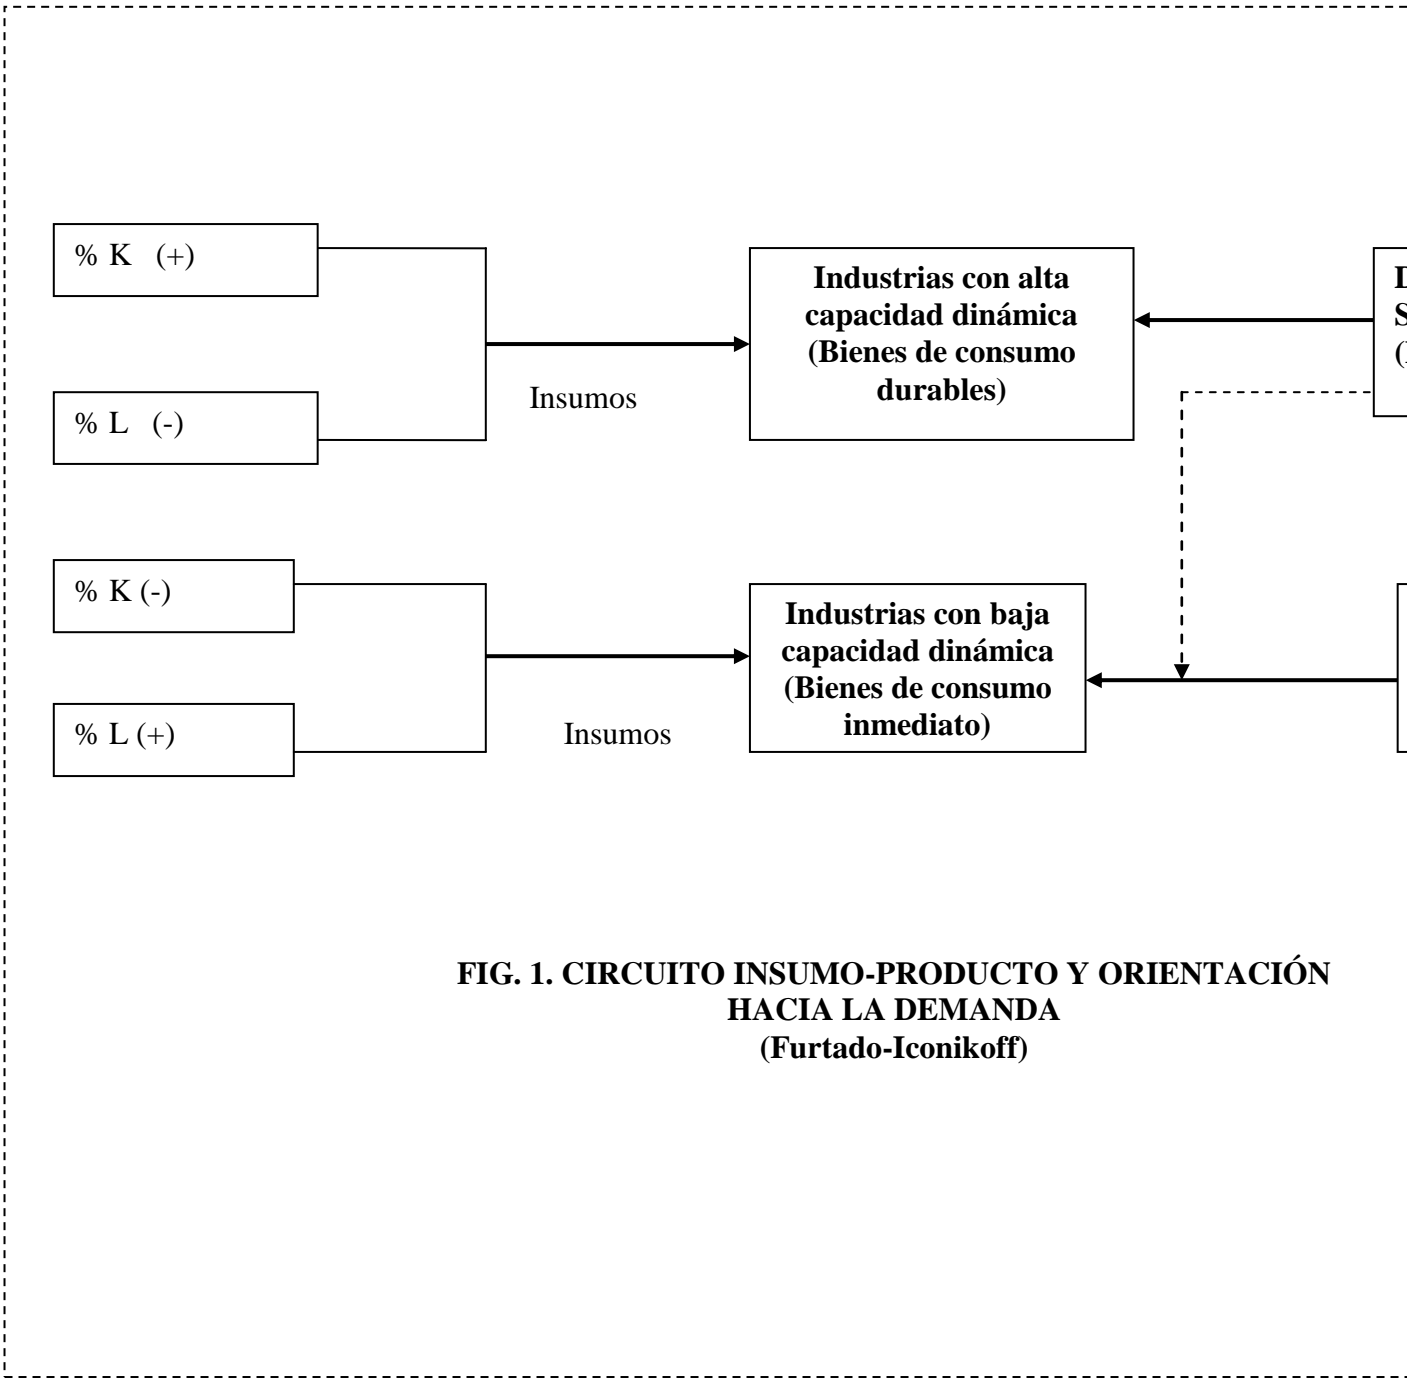 % K (+)
% L (-)
Insumos
Industrias con alta
capacidad dinámica
(Bienes de consumo
durables)
% K (-)
% L (+)
Insumos
Industrias con baja
capacidad dinámica
(Bienes de consumo
inmediato)
FIG. 1. CIRCUITO INSUMO-PRODUCTO Y ORIENTACIÓN
HACIA LA DEMANDA
(Furtado-Iconikoff)